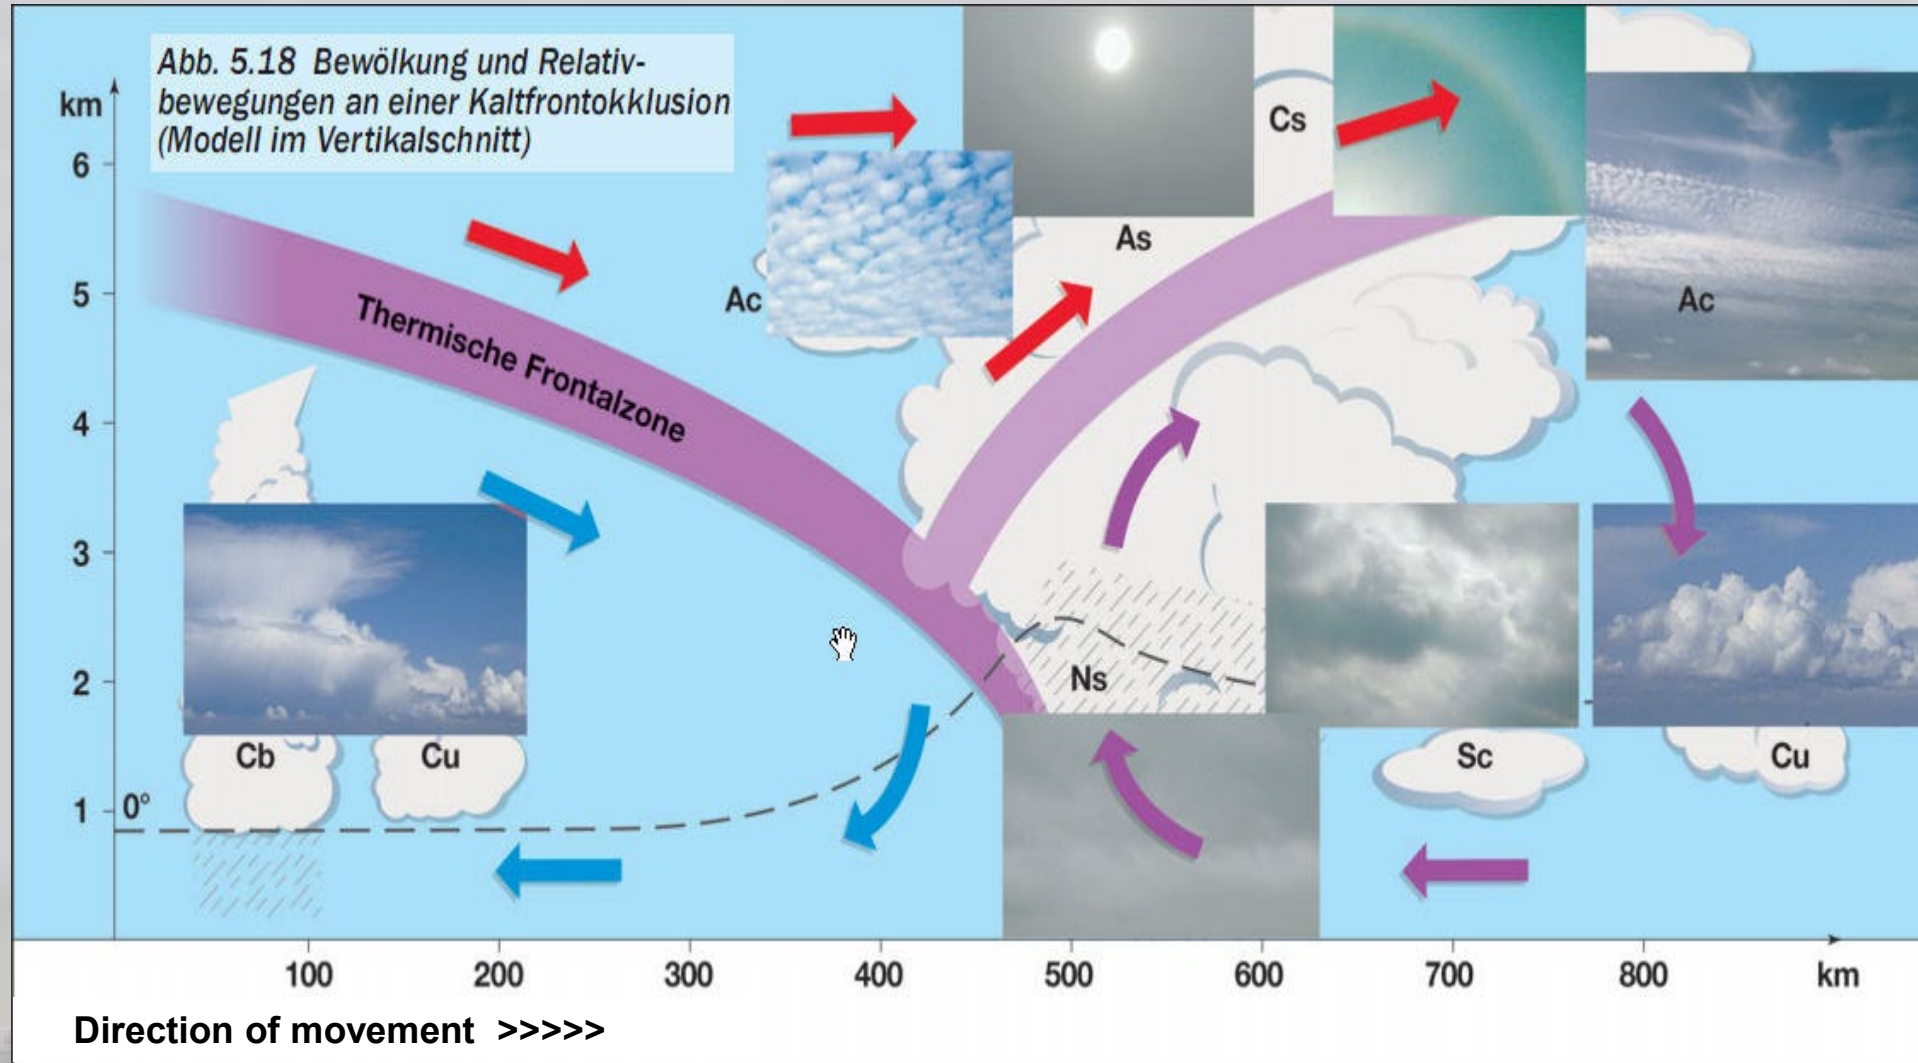 Abb. 5.18 Bewölkung und Relativ-
bewegungen an einer Kaltfrontokklusion
(Modell im Vertikalschnitt)
km
6
5
4
3
2
1
0°
Cs
As
Ac
Ac
Thermische Frontalzone
Ns
Cb
Cu
Sc
Cu
100
200
300
400
500
600
700
800
km
Direction of movement >>>>>